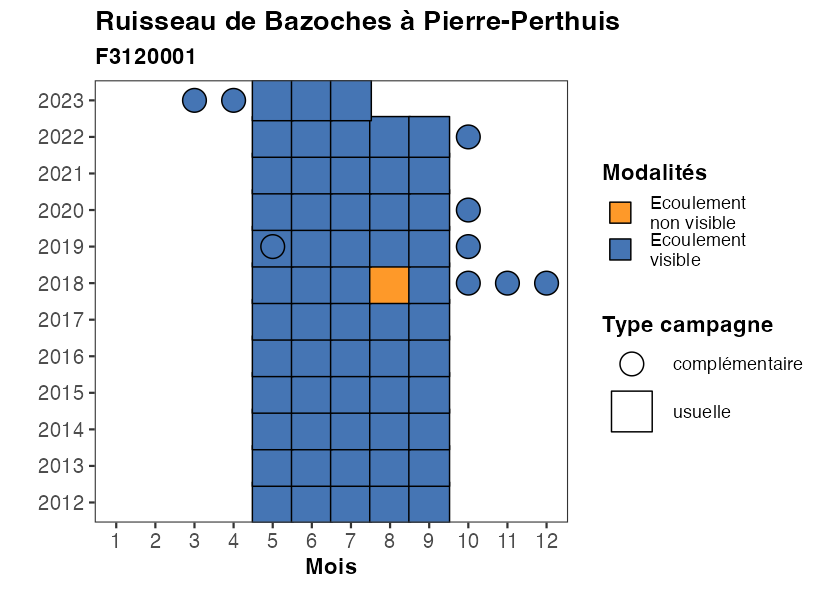 Ruisseau de Bazoches à Pierre-Perthuis
F3120001
2023
2022
2021
2020
2019
2018
2017
2016
2015
2014
2013
2012
1 2 3 4 5 6 7 8 9 10 11 12
Mois
Modalités
Ecoulement
non visible
Ecoulement
visible
Type campagne
complémentaire
usuelle